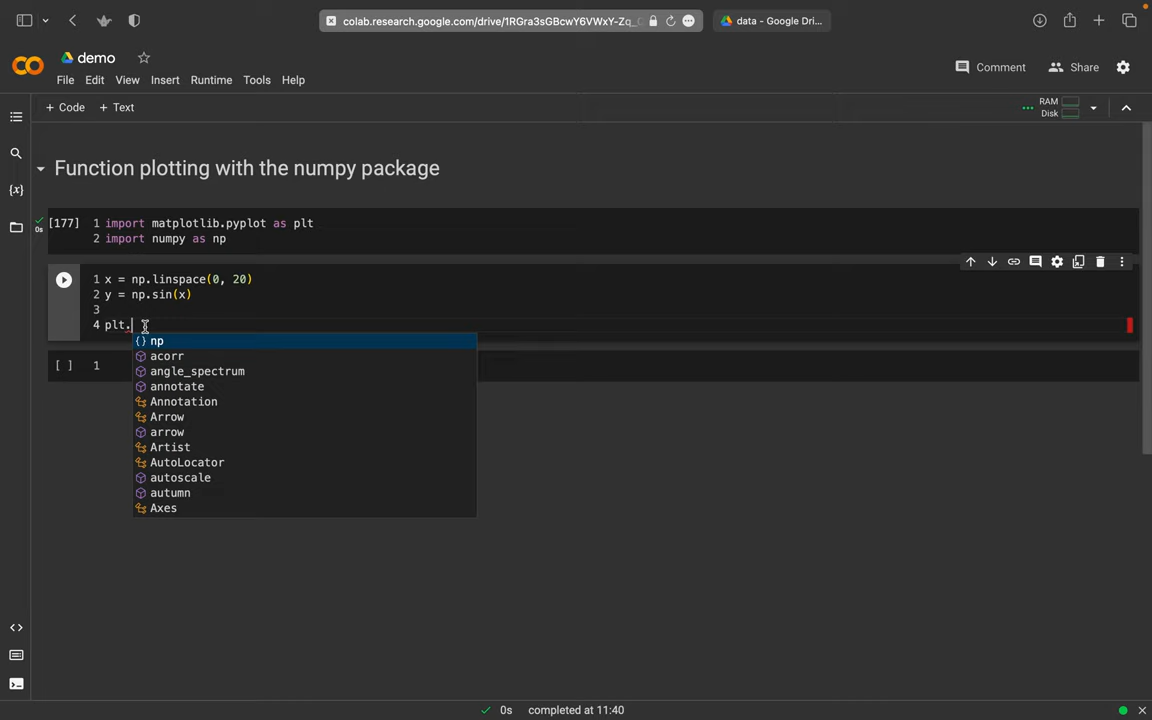 colab.research.google.com/drive/1RGra3sGBcwY6VWxY-Zq_
data - Google Dri...
demo
File Edit View Insert Runtime Tools Help
Comment
Share
+ Code + Text
RAM
Disk
Function plotting with the numpy package
[177]
0s
1 import matplotlib.pyplot as plt
2 import numpy as np
1 x = np.linspace(0, 20)
2 y = np.sin(x)
3
4 plt.
{} np
acorr
angle_spectrum
annotate
Annotation
Arrow
arrow
Artist
AutoLocator
autoscale
autumn
Axes
[ ] 1
{x}
<>
0s completed at 11:40